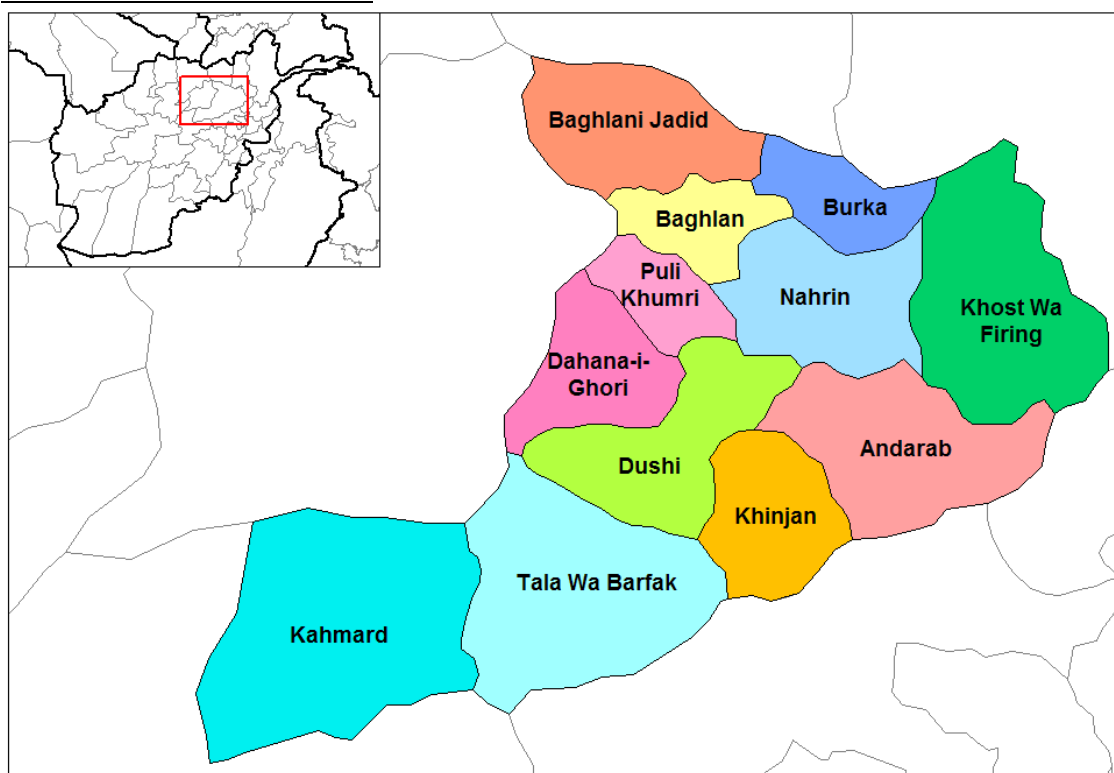 Baghlani Jadid
Baghlan
Burka
Puli
Khumri
Nahrin
Khost Wa
Firing
Dahana-i-
Ghori
Dushi
Andarab
Khinjan
Tala Wa Barfak
Kahmard